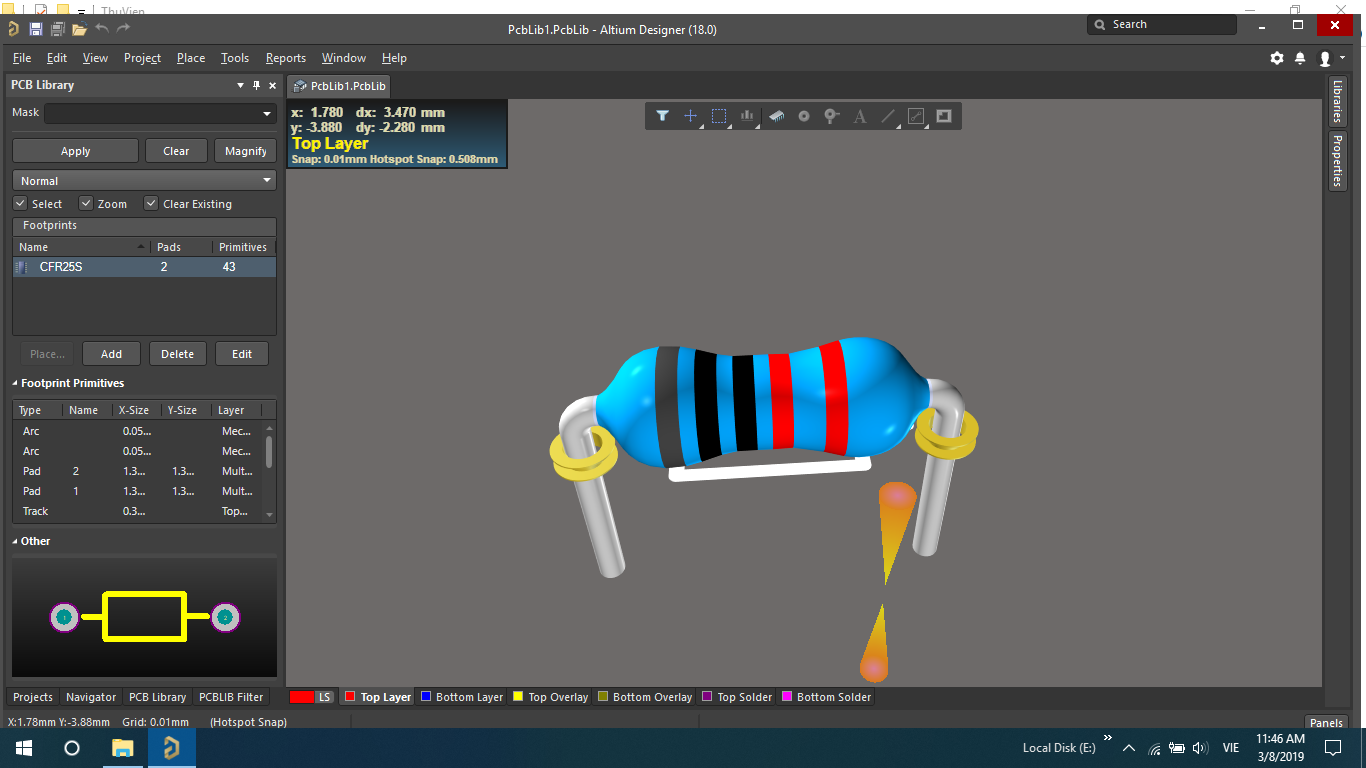 ThuVien
PcbLib1.PcbLib - Altium Designer (18.0)
Search
File Edit View Project Place Tools Reports Window Help
PCB Library
PcbLib1.PcbLib
Mask
x: 1.780 dx: 3.470 mm
y: -3.880 dy: -2.280 mm
Top Layer
Snap: 0.01mm Hotspot Snap: 0.508mm
Libraries
Properties
Apply Clear Magnify
Normal
Select Zoom Clear Existing
Footprints
Name Pads Primitives
CFR25S 2 43
Place... Add Delete Edit
Footprint Primitives
Type Name X-Size Y-Size Layer
Arc 0.05... Mec...
Arc 0.05... Mec...
Pad 2 1.3... 1.3... Mult...
Pad 1 1.3... 1.3... Mult...
Track 0.3... Top...
Other
1 2
Projects Navigator PCB Library PCBLIB Filter
LS Top Layer Bottom Layer Top Overlay Bottom Overlay Top Solder Bottom Solder
X:1.78mm Y:-3.88mm Grid: 0.01mm (Hotspot Snap)
Panels
Local Disk (E:) VIE
11:46 AM
3/8/2019